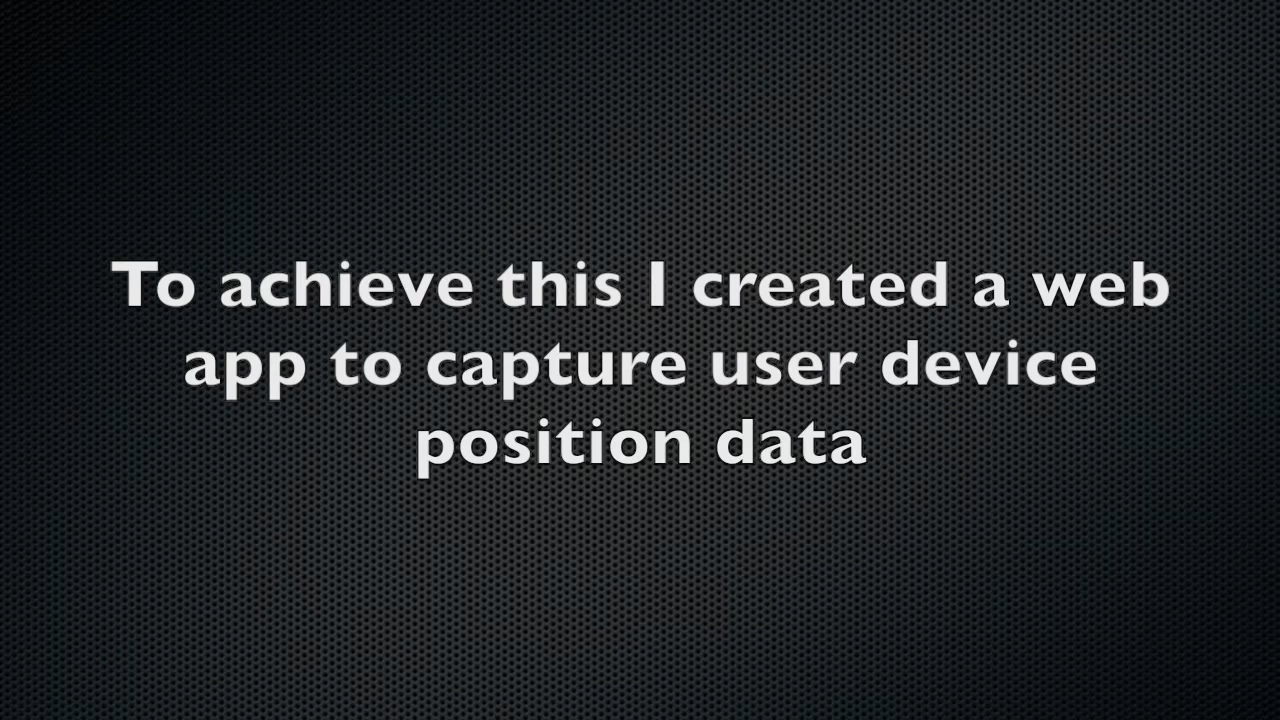 To achieve this I created a web
app to capture user device
position data